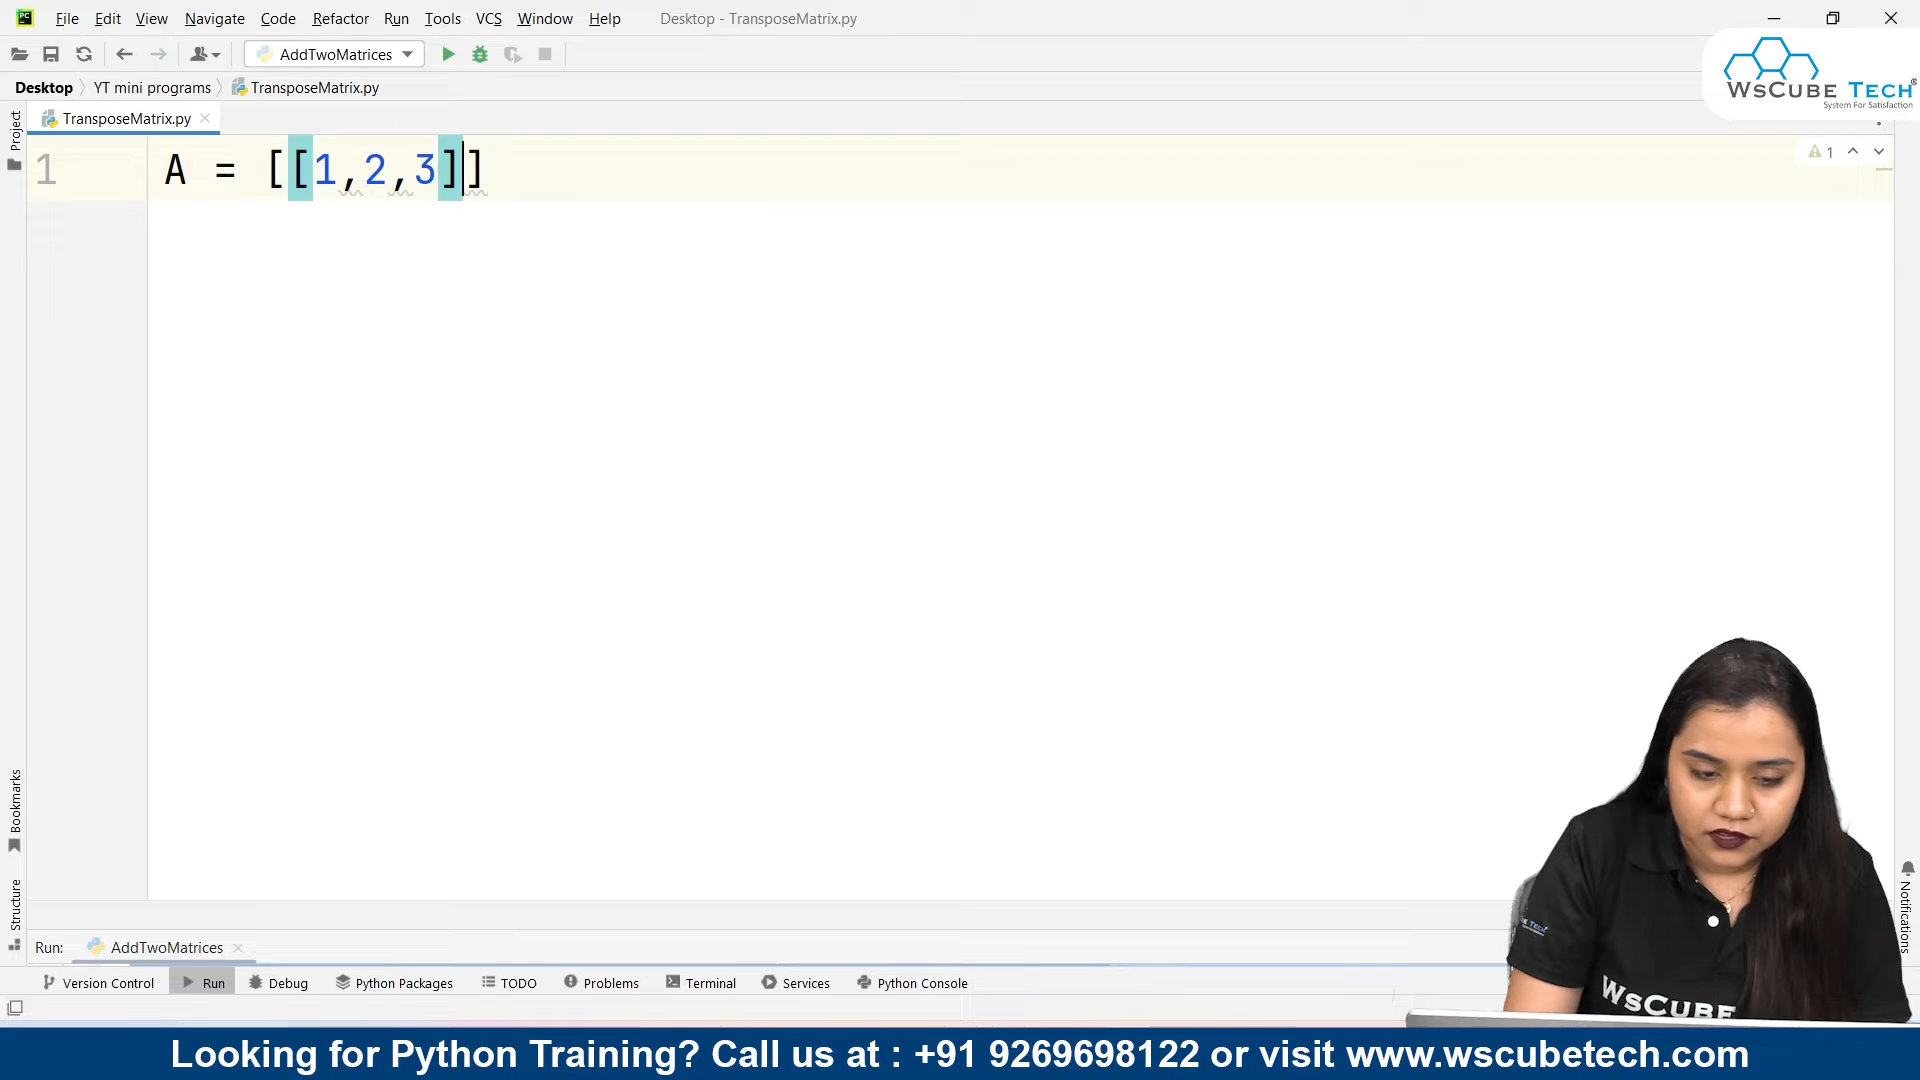 File Edit View Navigate Code Refactor Run Tools VCS Window Help Desktop - TransposeMatrix.py
AddTwoMatrices
WsCube Tech®
System For Satisfaction
Desktop YT mini programs TransposeMatrix.py
Project
TransposeMatrix.py
1 A = [[1,2,3]]
1
Bookmarks
Structure
Notifications
Run: AddTwoMatrices
Version Control Run Debug Python Packages TODO Problems Terminal Services Python Console
WsCUBE
Looking for Python Training? Call us at : +91 9269698122 or visit www.wscubetech.com